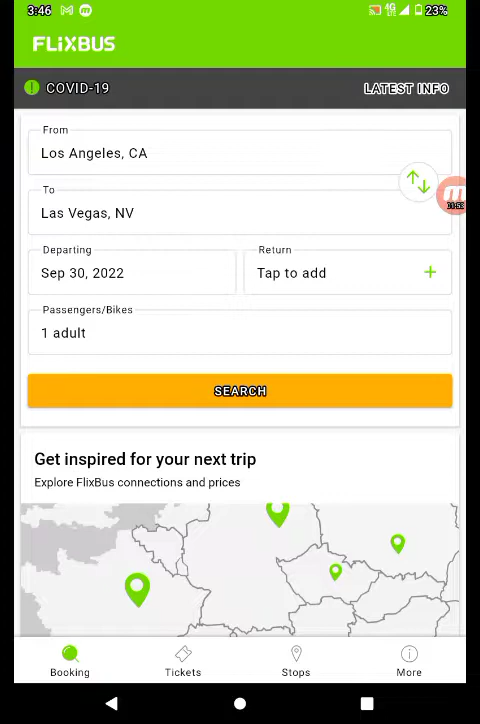 3:46
4G
LTE
23%
FLiXBUS
COVID-19
LATEST INFO
From
Los Angeles, CA
To
Las Vegas, NV
Departing
Sep 30, 2022
Return
Tap to add
Passengers/Bikes
1 adult
SEARCH
Get inspired for your next trip
Explore FlixBus connections and prices
Booking
Tickets
Stops
More